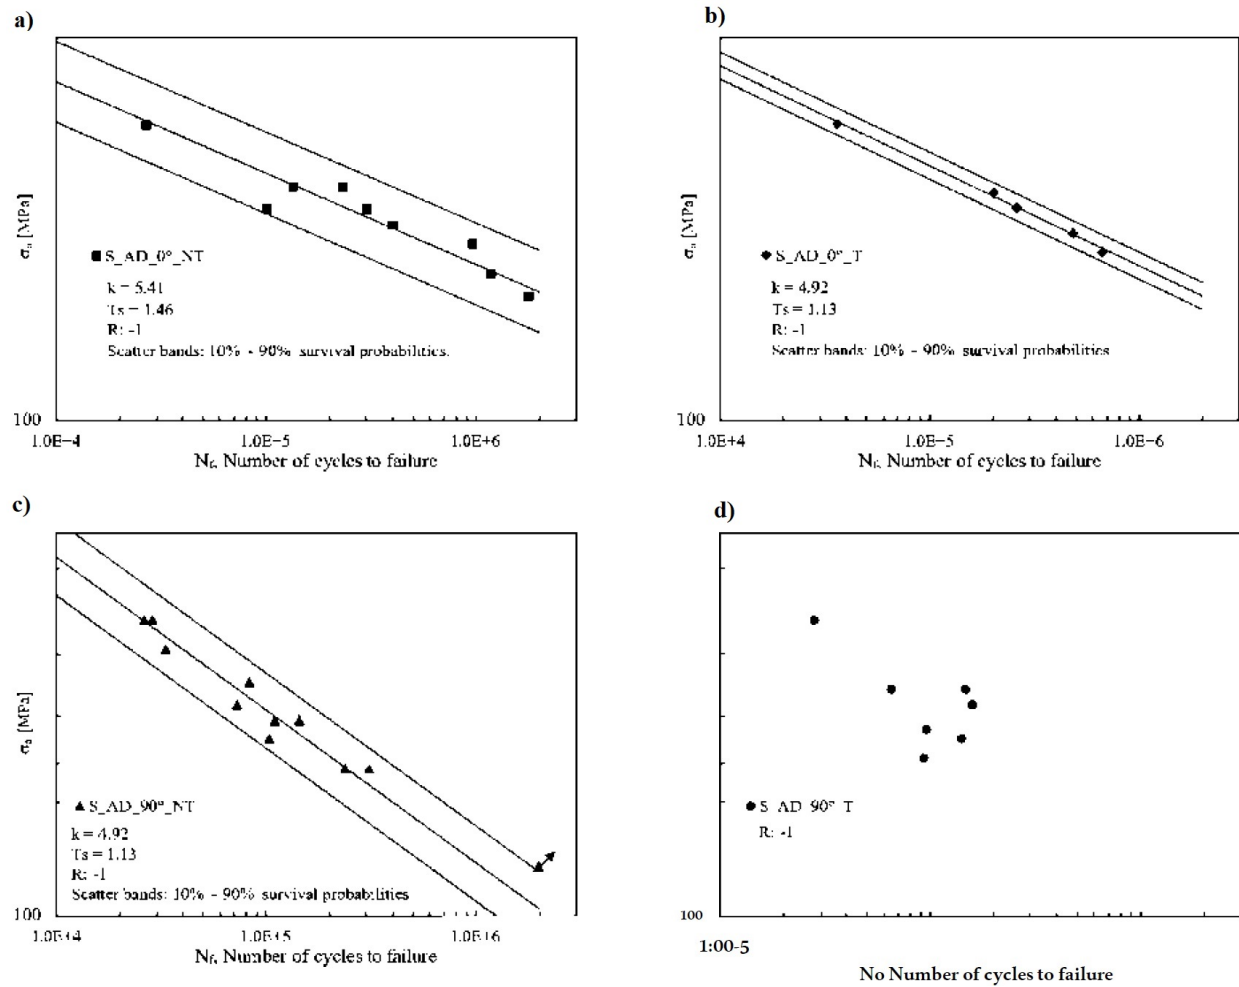 a)
σa [MPa]
S_AD_0°_NT
k = 5.41
Ts = 1.46
R: -1
Scatter bands: 10% - 90% survival probabilities.
100
1.0E-4 1.0E-5 1.0E+6
Nf, Number of cycles to failure
b)
σa [MPa]
S_AD_0°_T
k = 4.92
Ts = 1.13
R: -1
Scatter bands: 10% - 90% survival probabilities
100
1.0E+4 1.0E-5 1.0E-6
Nf, Number of cycles to failure
c)
σa [MPa]
S_AD_90°_NT
k = 4.92
Ts = 1.13
R: -1
Scatter bands: 10% - 90% survival probabilities
100
1.0E+4 1.0E+15 1.0E+16
Nf, Number of cycles to failure
d)
S_AD_90°_T
R: -1
100
1:00-5
No Number of cycles to failure